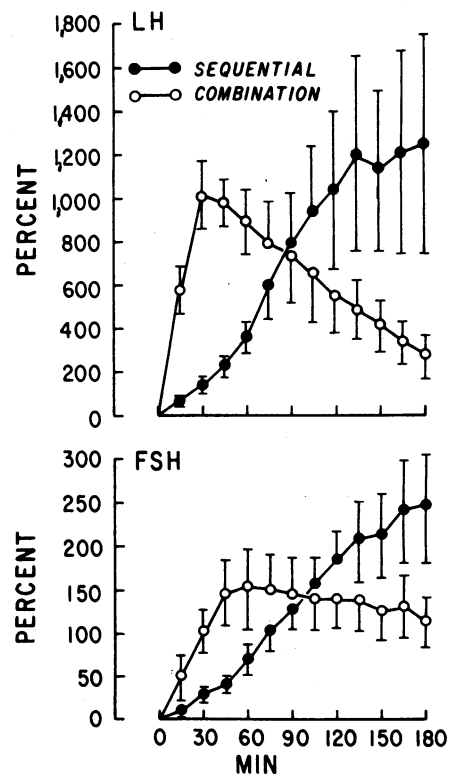 LH
SEQUENTIAL
COMBINATION
1,800
1,600
1,400
1,200
1,000
800
600
400
200
0
PERCENT
FSH
300
250
200
150
100
50
0
PERCENT
0 30 60 90 120 150 180
MIN